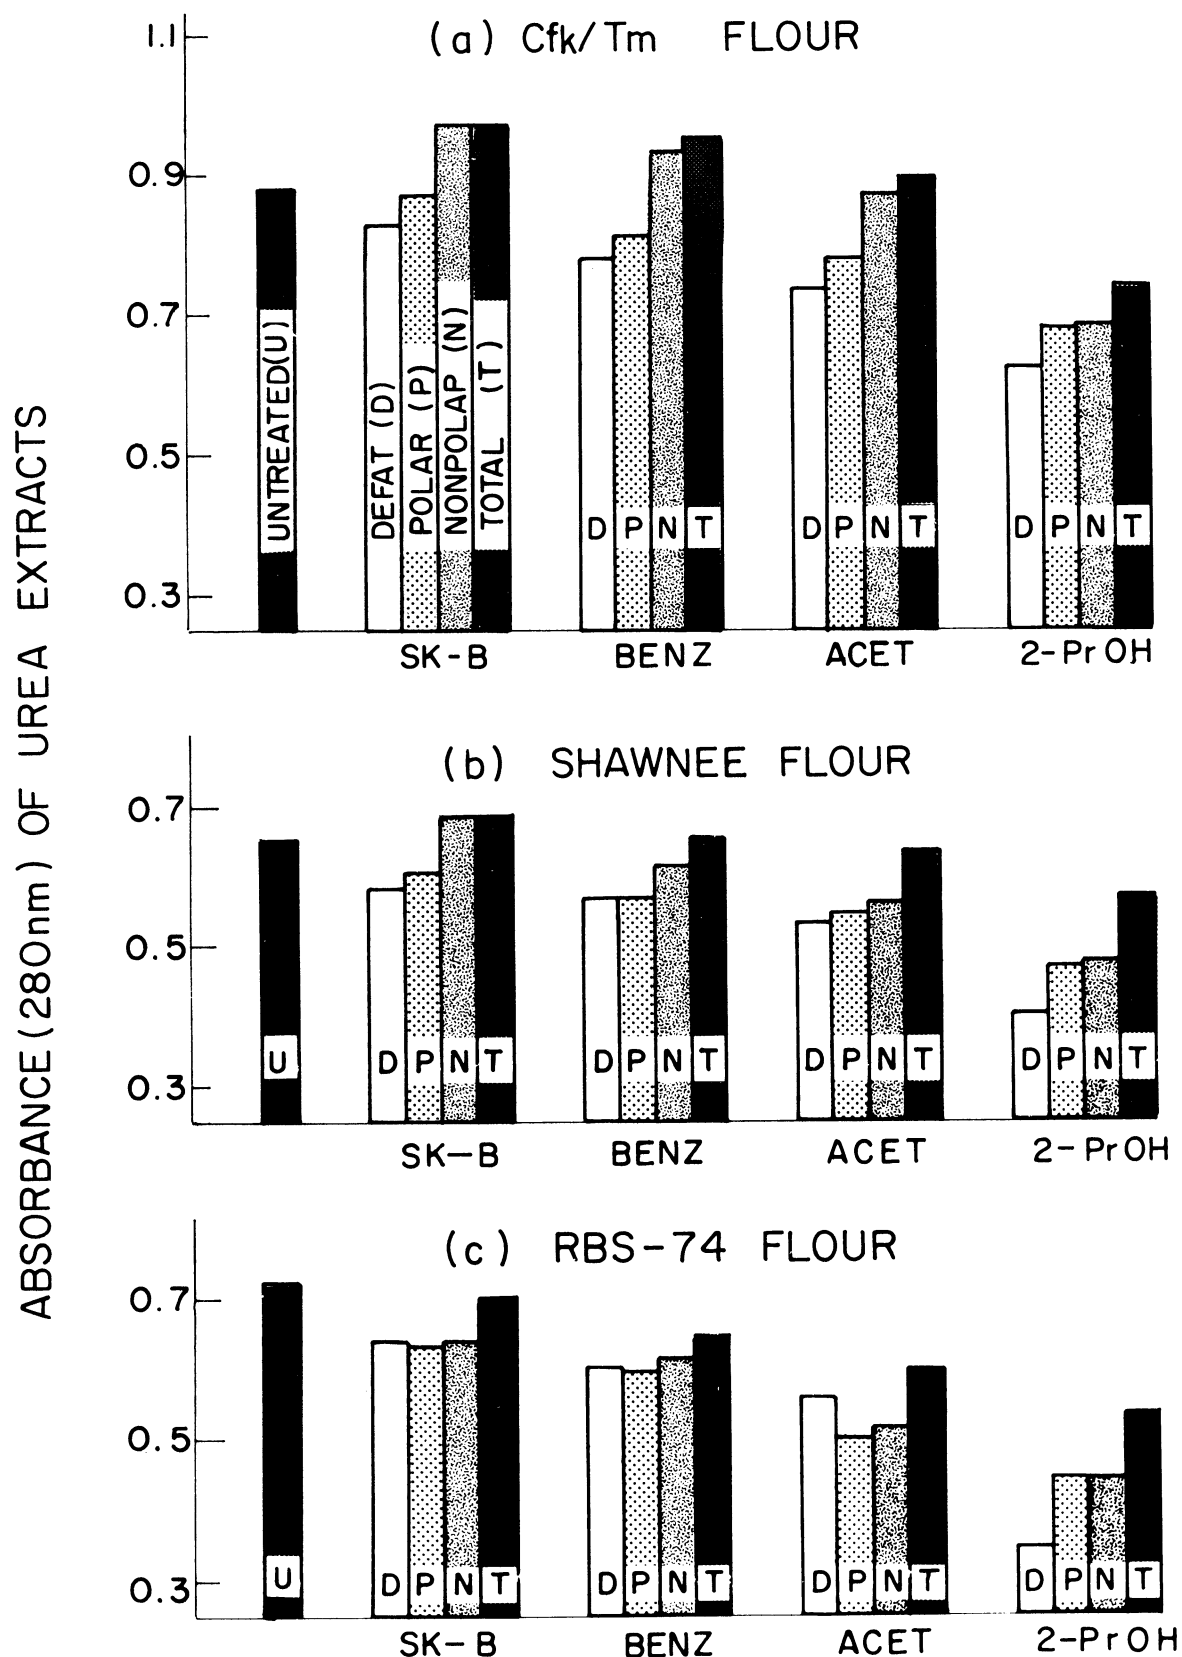 ABSORBANCE (280nm) OF UREA EXTRACTS
(a) Cfk/Tm FLOUR
1.1
0.9
0.7
0.5
0.3
UNTREATED(U)
DEFAT (D)
POLAR (P)
NONPOLAP (N)
TOTAL (T)
D P N T
D P N T
D P N T
SK-B BENZ ACET 2-PrOH
(b) SHAWNEE FLOUR
0.7
0.5
0.3
U D P N T D P N T D P N T D P N T
SK-B BENZ ACET 2-PrOH
(c) RBS-74 FLOUR
0.7
0.5
0.3
U D P N T D P N T D P N T D P N T
SK-B BENZ ACET 2-PrOH